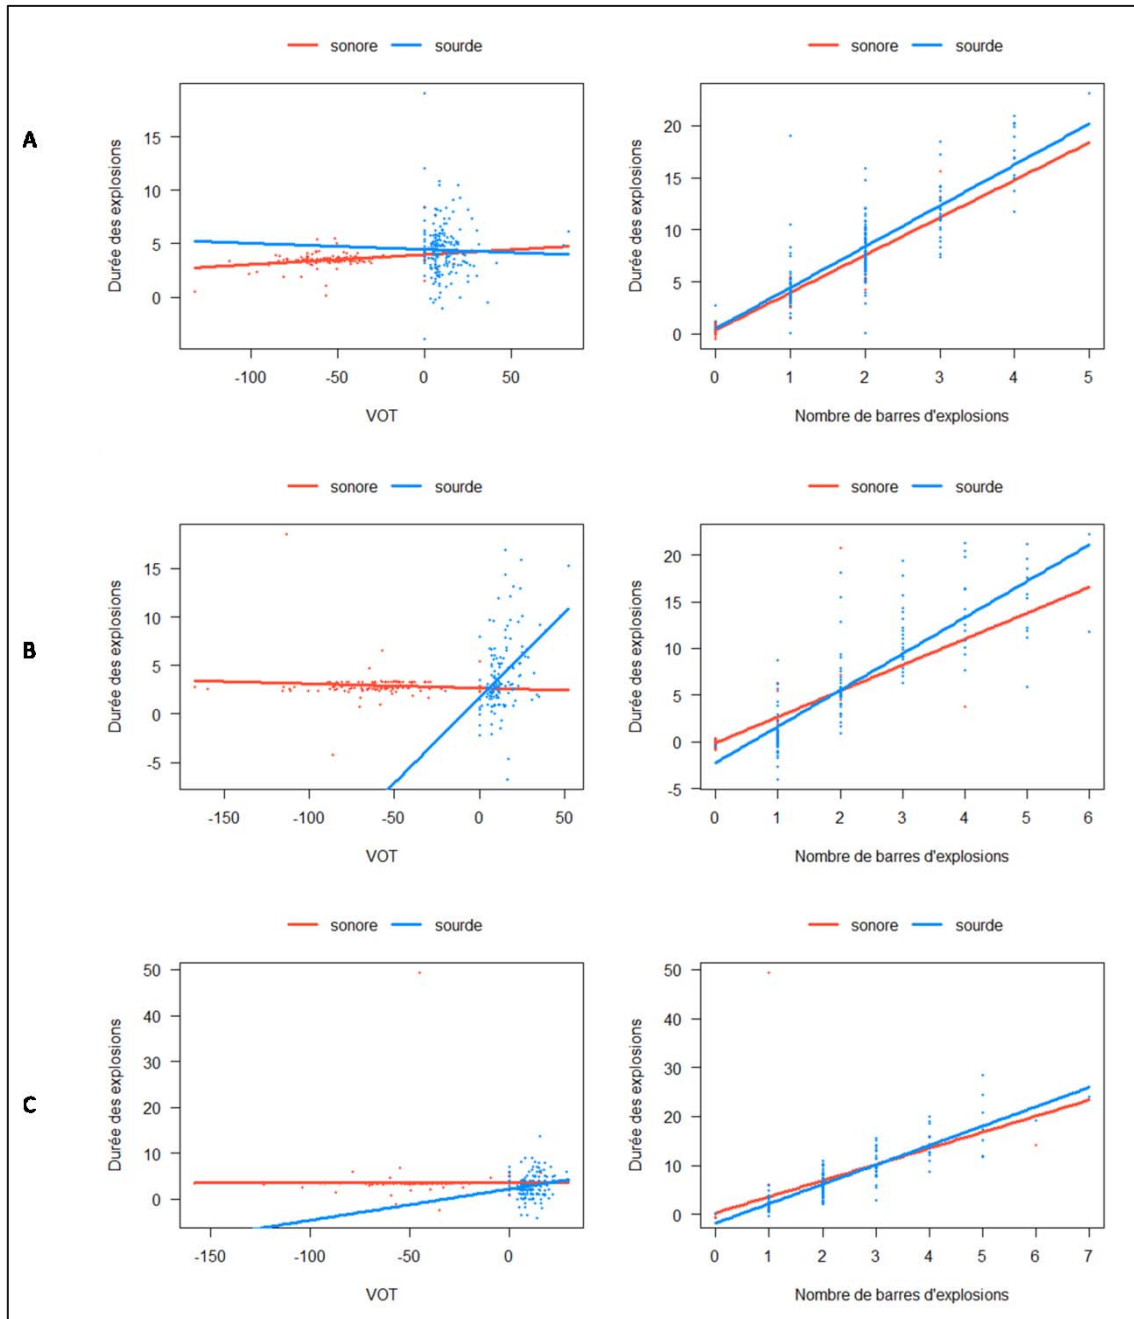 sonore sourde
sonore sourde
A
Durée des explosions
15
10
5
0
-100 -50 0 50
VOT
Durée des explosions
20
15
10
5
0
0 1 2 3 4 5
Nombre de barres d'explosions
sonore sourde
sonore sourde
B
Durée des explosions
15
10
5
0
-5
-150 -100 -50 0 50
VOT
Durée des explosions
20
15
10
5
0
-5
0 1 2 3 4 5 6
Nombre de barres d'explosions
sonore sourde
sonore sourde
C
Durée des explosions
50
40
30
20
10
0
-150 -100 -50 0
VOT
Durée des explosions
50
40
30
20
10
0
0 1 2 3 4 5 6 7
Nombre de barres d'explosions